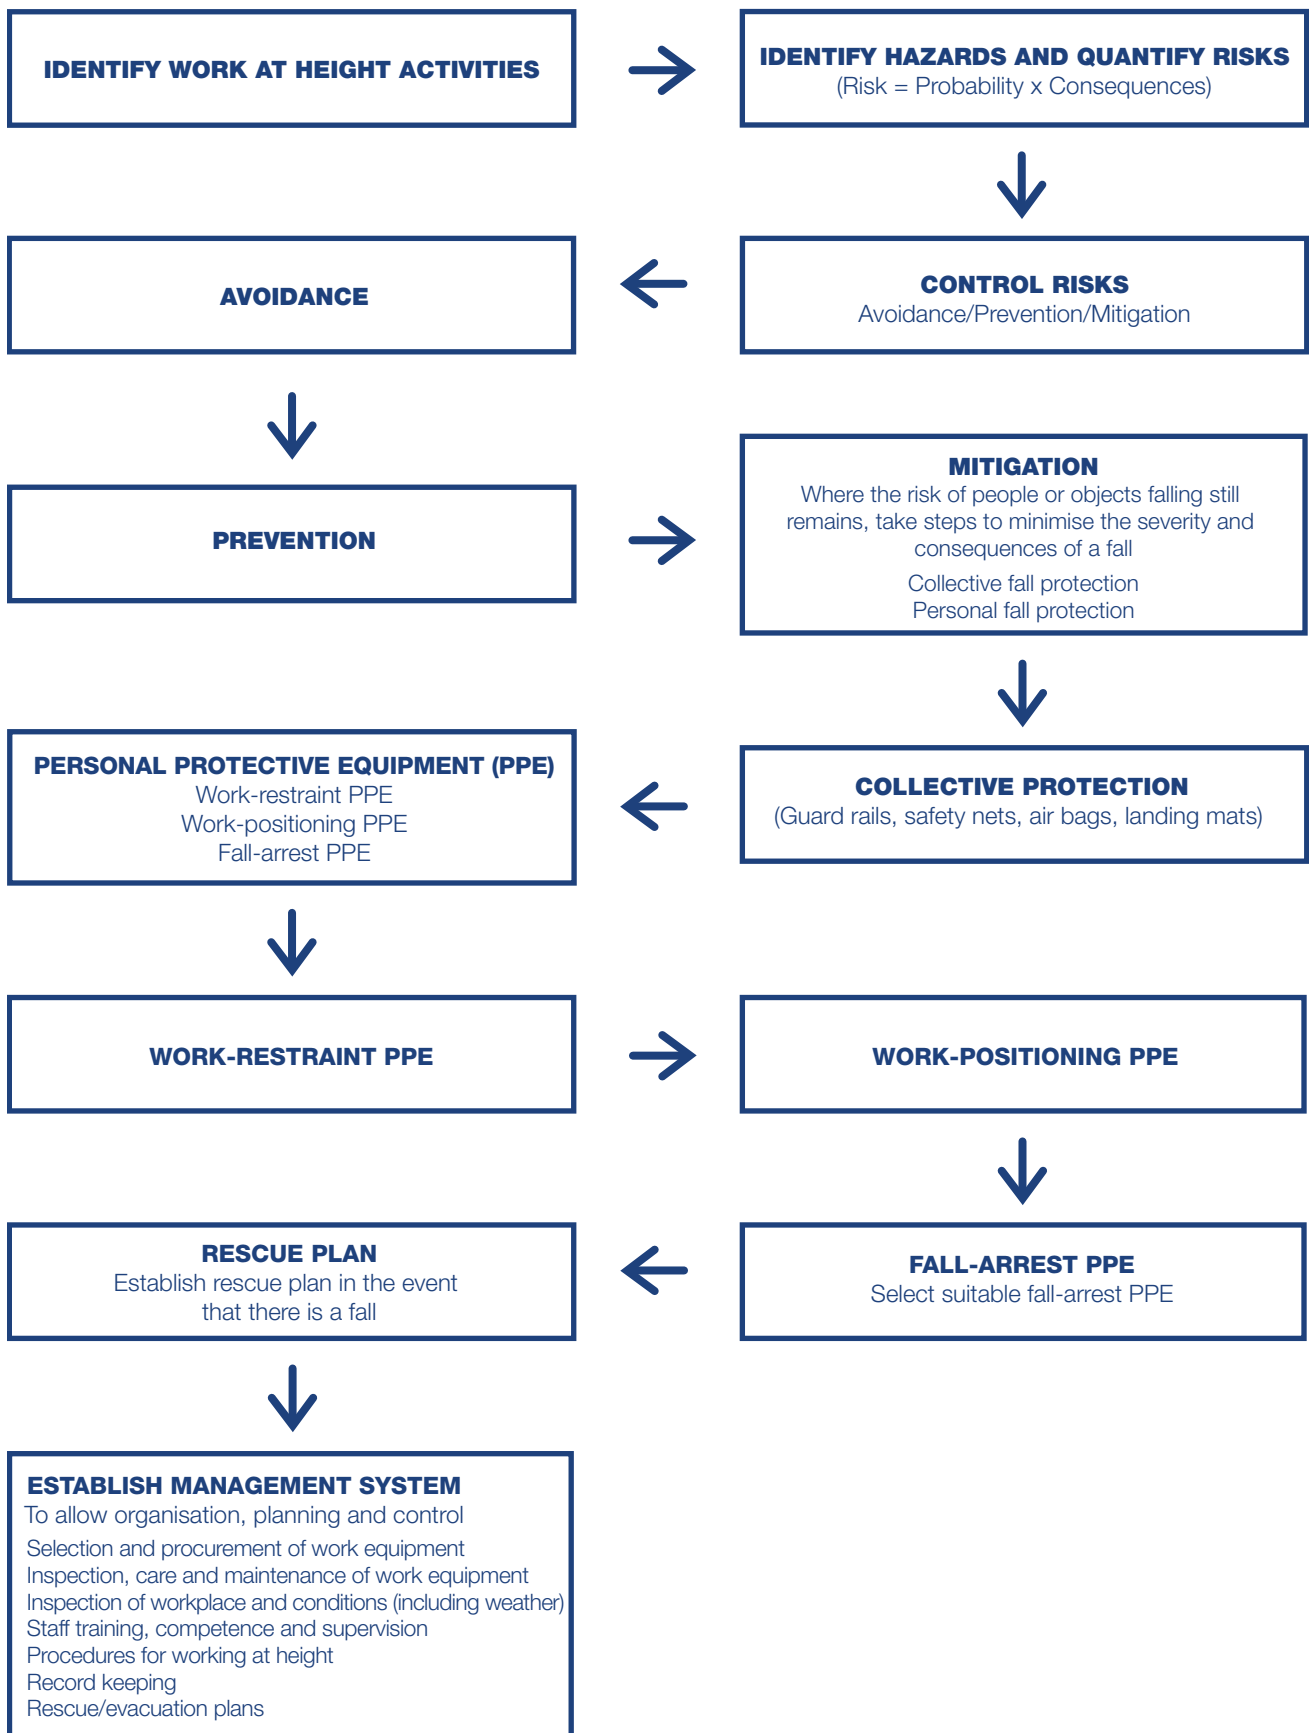 IDENTIFY WORK AT HEIGHT ACTIVITIES
IDENTIFY HAZARDS AND QUANTIFY RISKS
(Risk = Probability x Consequences)
CONTROL RISKS
Avoidance/Prevention/Mitigation
AVOIDANCE
PREVENTION
MITIGATION
Where the risk of people or objects falling still
remains, take steps to minimise the severity and
consequences of a fall
Collective fall protection
Personal fall protection
COLLECTIVE PROTECTION
(Guard rails, safety nets, air bags, landing mats)
PERSONAL PROTECTIVE EQUIPMENT (PPE)
Work-restraint PPE
Work-positioning PPE
Fall-arrest PPE
WORK-RESTRAINT PPE
WORK-POSITIONING PPE
FALL-ARREST PPE
Select suitable fall-arrest PPE
RESCUE PLAN
Establish rescue plan in the event
that there is a fall
ESTABLISH MANAGEMENT SYSTEM
To allow organisation, planning and control
Selection and procurement of work equipment
Inspection, care and maintenance of work equipment
Inspection of workplace and conditions (including weather)
Staff training, competence and supervision
Procedures for working at height
Record keeping
Rescue/evacuation plans